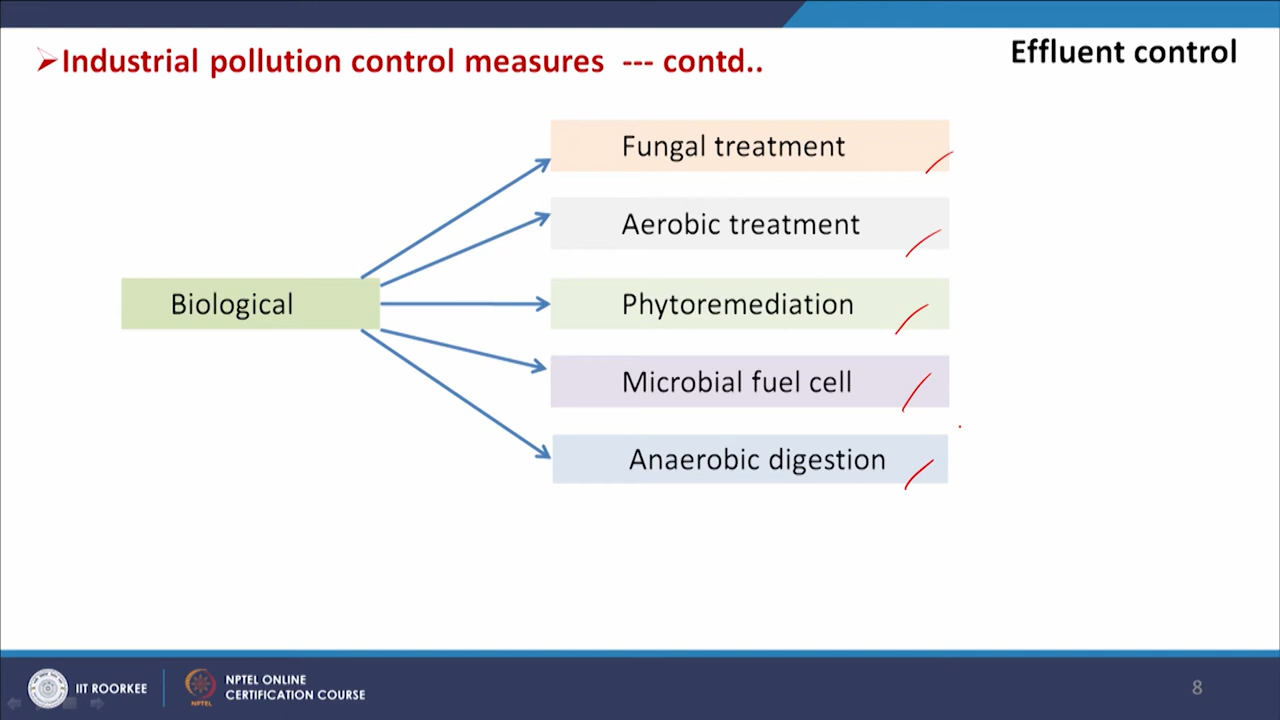 Industrial pollution control measures --- contd..
Effluent control
Fungal treatment
Aerobic treatment
Biological
Phytoremediation
Microbial fuel cell
Anaerobic digestion
IIT ROORKEE
NPTEL ONLINE
CERTIFICATION COURSE
NPTEL
8